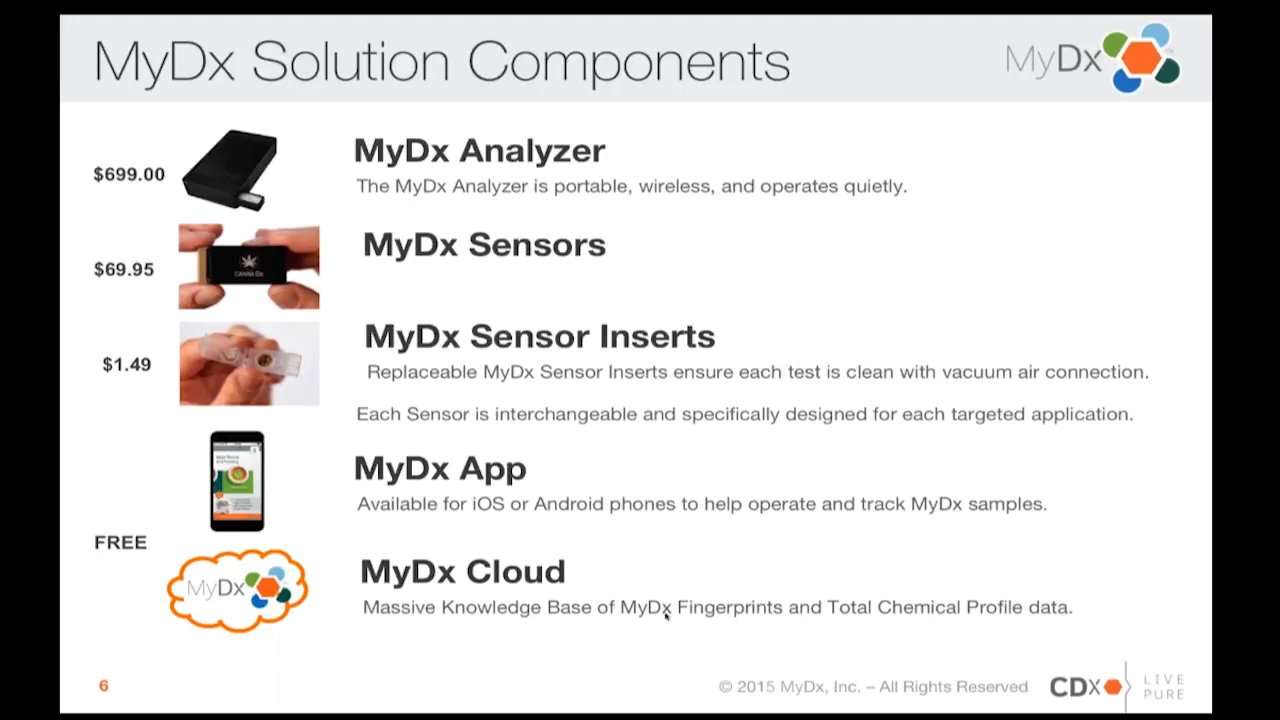 MyDx Solution Components
MyDx
$699.00
MyDx Analyzer
The MyDx Analyzer is portable, wireless, and operates quietly.
$69.95
CANNA Dx
MyDx Sensors
$1.49
MyDx Sensor Inserts
Replaceable MyDx Sensor Inserts ensure each test is clean with vacuum air connection.
Each Sensor is interchangeable and specifically designed for each targeted application.
MyDx App
Available for iOS or Android phones to help operate and track MyDx samples.
FREE
MyDx
MyDx Cloud
Massive Knowledge Base of MyDx Fingerprints and Total Chemical Profile data.
6
© 2015 MyDx, Inc. – All Rights Reserved
CDx
LIVE
PURE